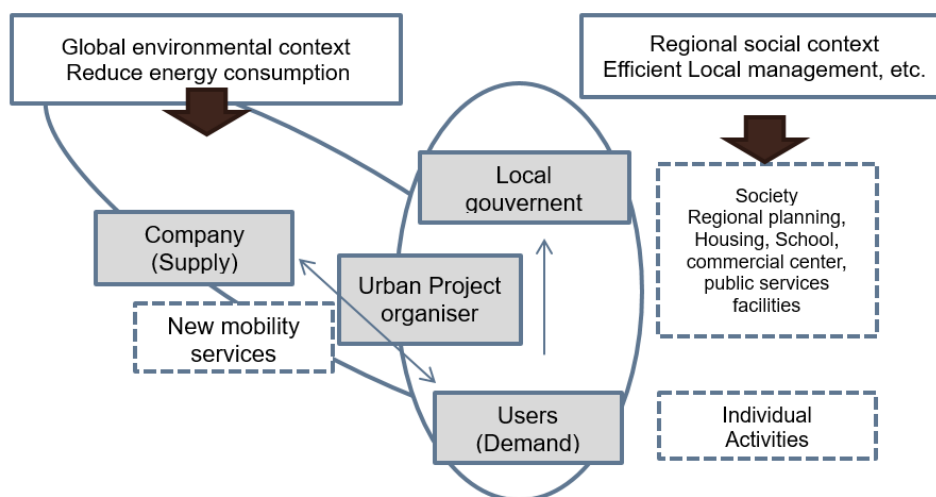 Global environmental context
Reduce energy consumption
Regional social context
Efficient Local management, etc.
Local
gouvernent
Society
Regional planning,
Housing, School,
commercial center,
public services
facilities
Company
(Supply)
Urban Project
organiser
New mobility
services
Users
(Demand)
Individual
Activities